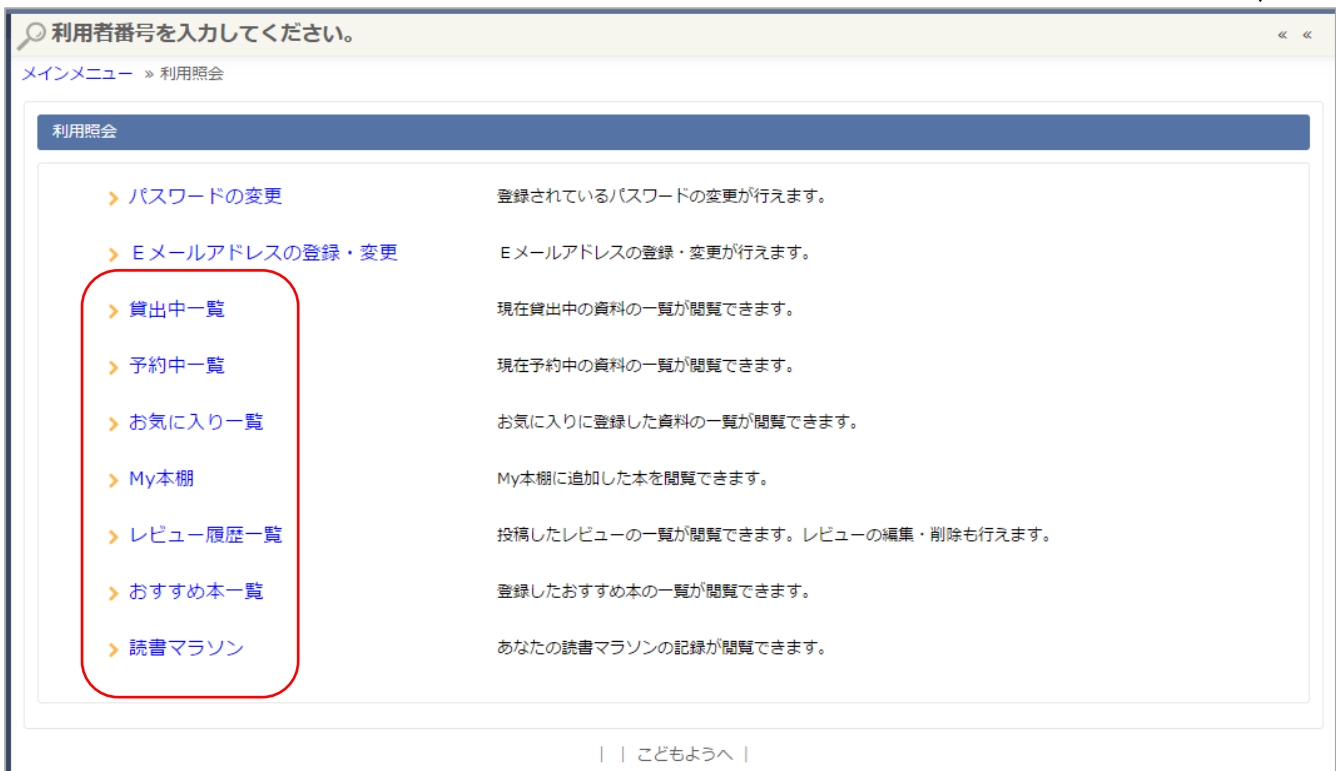 利用者番号を入力してください。 « «
メインメニュー » 利用照会
利用照会
パスワードの変更 登録されているパスワードの変更が行えます。
Ｅメールアドレスの登録・変更 Ｅメールアドレスの登録・変更が行えます。
貸出中一覧 現在貸出中の資料の一覧が閲覧できます。
予約中一覧 現在予約中の資料の一覧が閲覧できます。
お気に入り一覧 お気に入りに登録した資料の一覧が閲覧できます。
My本棚 My本棚に追加した本を閲覧できます。
レビュー履歴一覧 投稿したレビューの一覧が閲覧できます。レビューの編集・削除も行えます。
おすすめ本一覧 登録したおすすめ本の一覧が閲覧できます。
読書マラソン あなたの読書マラソンの記録が閲覧できます。
| | こどもようへ |